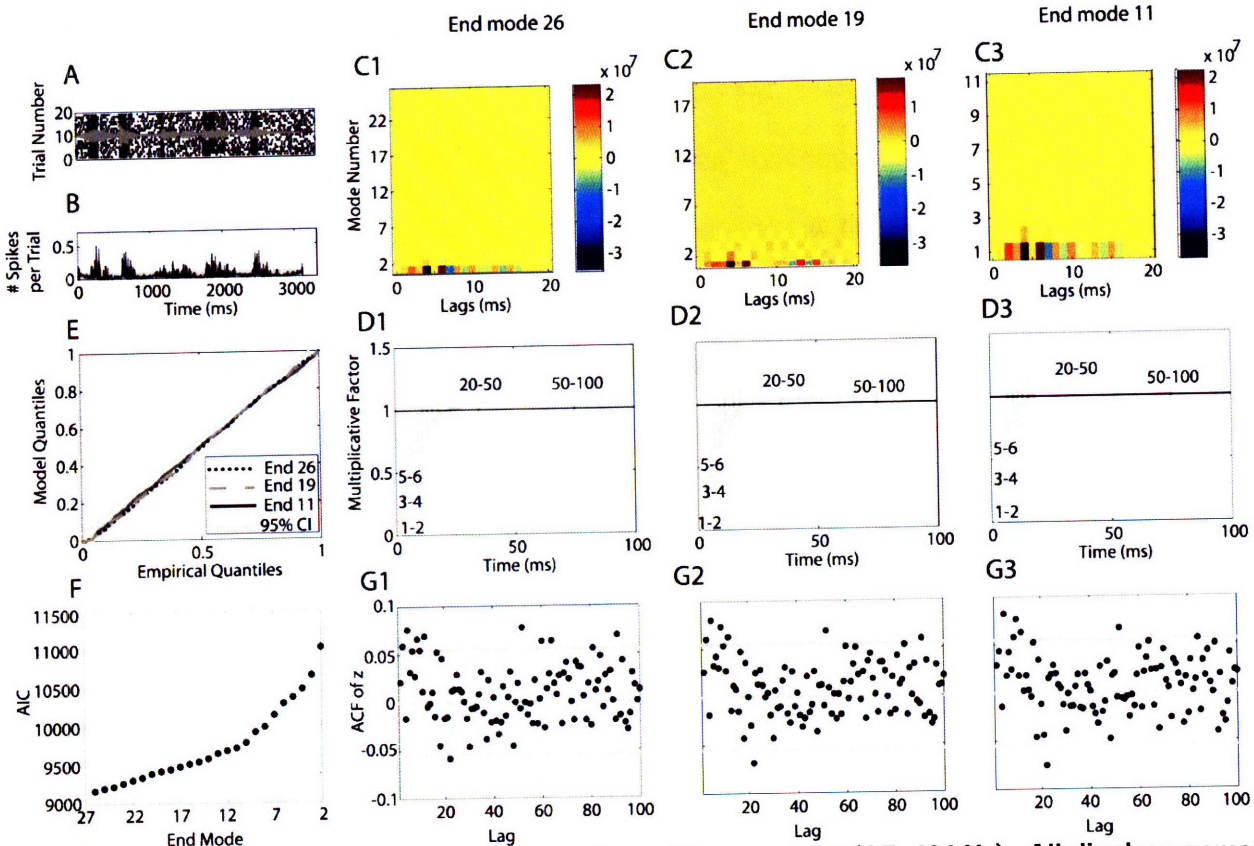 End mode 26
End mode 19
End mode 11
A
Trial Number
20
10
0
B
# Spikes
per Trial
0.5
0
0 1000 2000 3000
Time (ms)
C1
Mode Number
22
17
12
7
2
0 10 20
Lags (ms)
x 10^7
2
1
0
-1
-2
-3
C2
17
12
7
2
0 10 20
Lags (ms)
x 10^7
2
1
0
-1
-2
-3
C3
11
9
7
5
3
1
0 10 20
Lags (ms)
x 10^7
2
1
0
-1
-2
-3
E
Model Quantiles
1
0.8
0.6
0.4
0.2
0
End 26
End 19
End 11
95% CI
0 0.5 1
Empirical Quantiles
D1
Multiplicative Factor
1.5
1
0.5
0
20-50 50-100
5-6
3-4
1-2
0 50 100
Time (ms)
D2
20-50 50-100
5-6
3-4
1-2
0 50 100
Time (ms)
D3
20-50 50-100
5-6
3-4
1-2
0 50 100
Time (ms)
F
AIC
11500
11000
10500
10000
9500
9000
27 22 17 12 7 2
End Mode
G1
ACF of z
0.1
0.05
0
-0.05
-0.1
20 40 60 80 100
Lag
G2
20 40 60 80 100
Lag
G3
20 40 60 80 100
Lag